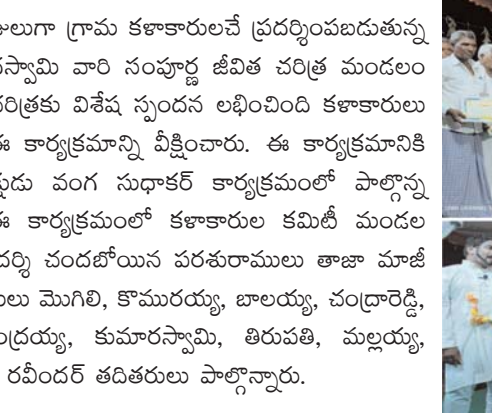 జులుగా గ్రామ కళాకారులచే ప్రదర్శింపబడుతున్న
స్వామి వారి సంపూర్ణ జీవిత చరిత్ర మండలం
చరిత్రకు విశేష స్పందన లభించింది కళాకారులు
ఈ కార్యక్రమాన్ని వీక్షించారు. ఈ కార్యక్రమానికి
వంగ సుధాకర్ కార్యక్రమంలో పాల్గొన్న
ఈ కార్యక్రమంలో కళాకారుల కమిటీ మండల
దర్శి చందబోయిన పరశురాములు తాజా మాజీ
మొగిలి, కొమురయ్య, బాలయ్య, చంద్రారెడ్డి,
కుమారస్వామి, తిరుపతి, మల్లయ్య,
రవీందర్ తదితరులు పాల్గొన్నారు.